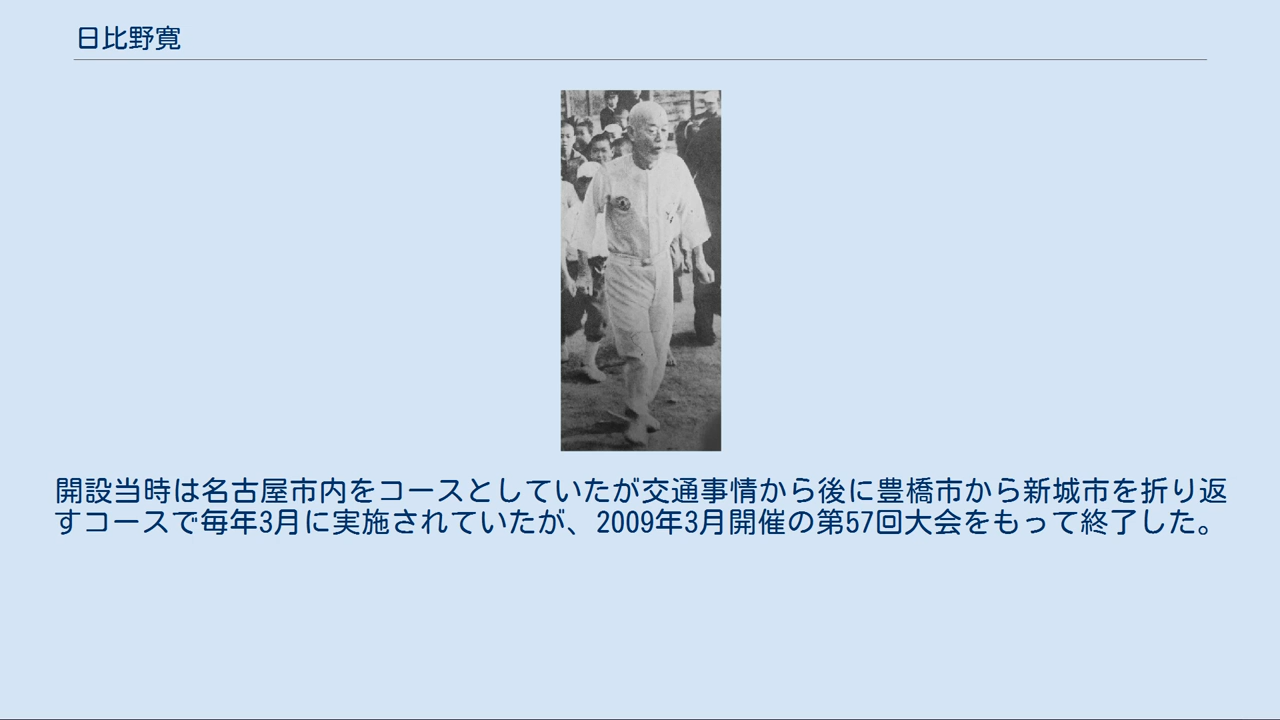 日比野寛
開設当時は名古屋市内をコースとしていたが交通事情から後に豊橋市から新城市を折り返
すコースで毎年3月に実施されていたが、2009年3月開催の第57回大会をもって終了した。